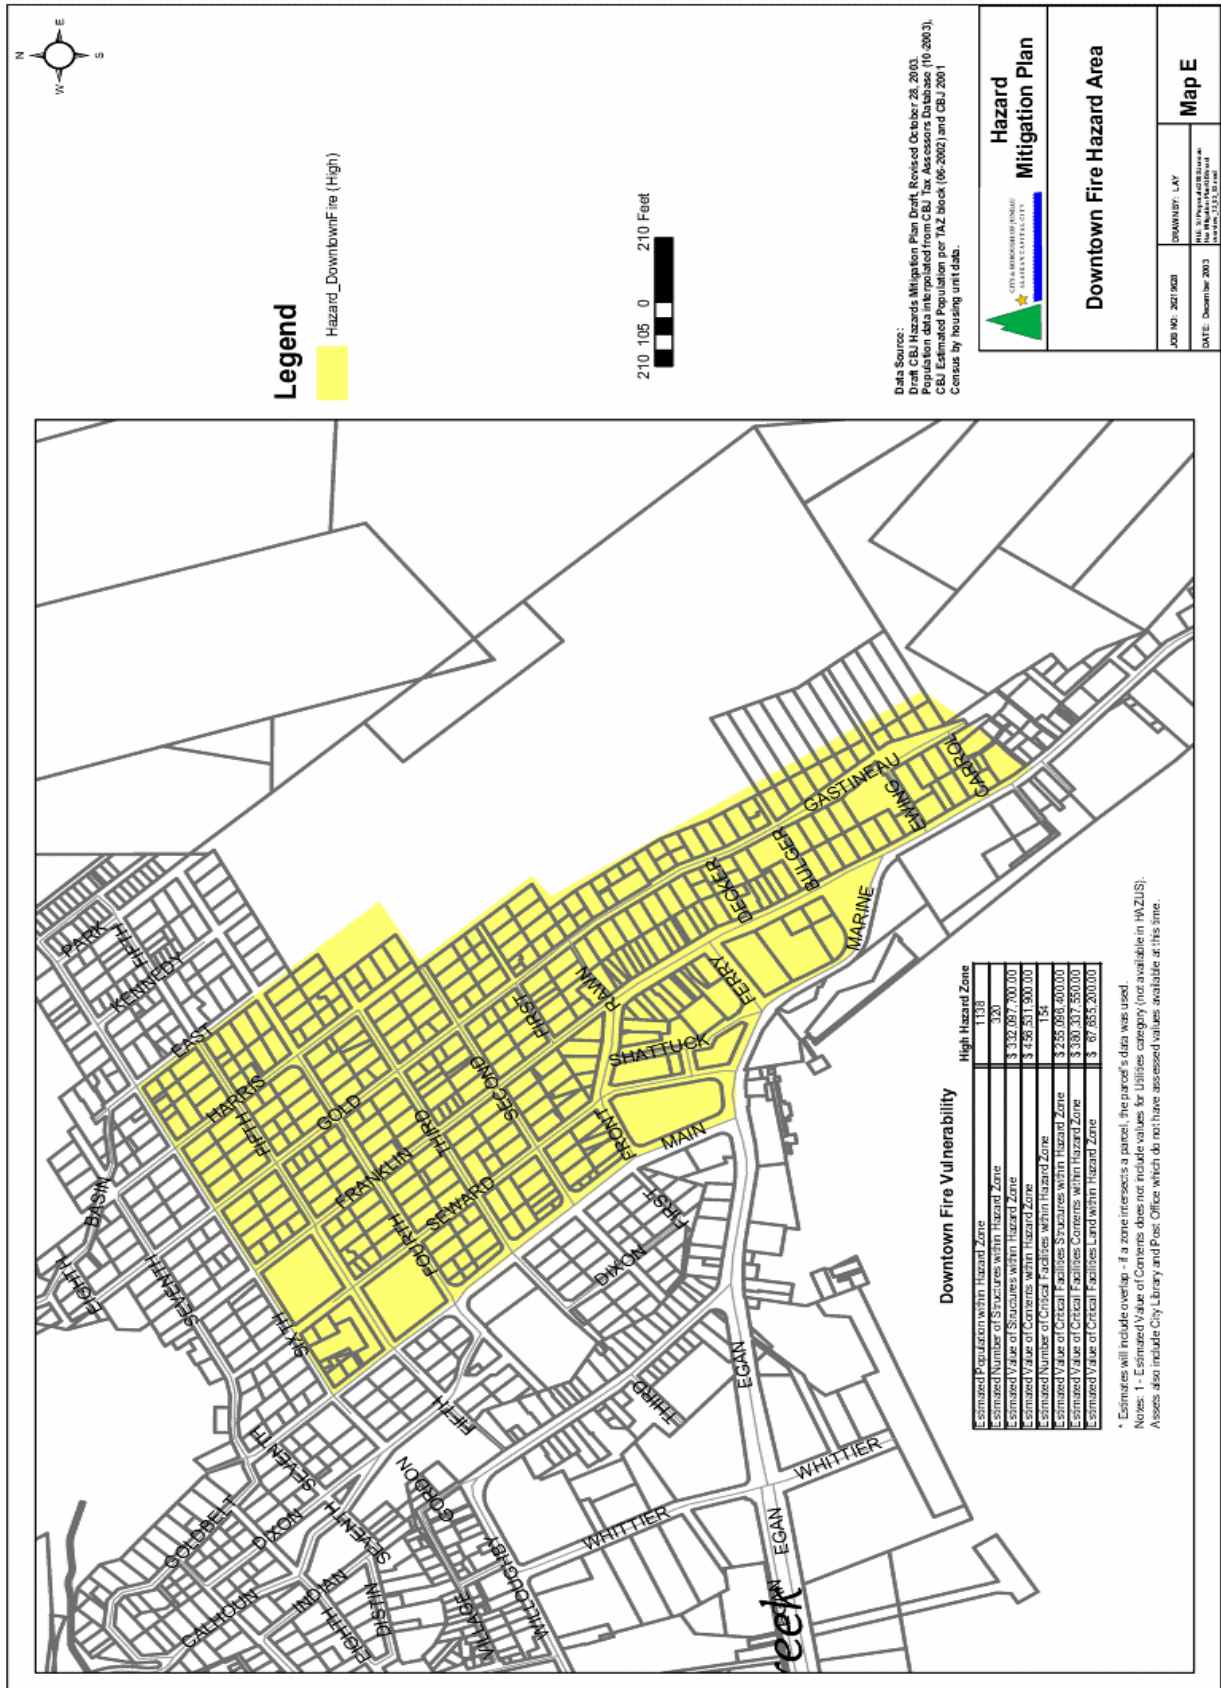 N
W
E
S
Legend
Hazard_DowntownFire (High)
210 105 0 210 Feet
Data Source:
Draft CBJ Hazards Mitigation Plan Draft, Revised October 28, 2003.
Population data interpolated from CBJ Tax Assessors Database (10-2003),
CBJ Estimated Population per TAZ block (06-2002) and CBJ 2001
Census by housing unit data.
CITY & BOROUGH OF JUNEAU
ALASKA'S CAPITAL CITY
Hazard
Mitigation Plan
Downtown Fire Hazard Area
DRAWN BY: LAY
DATE: December 2003
Map E
PARK
FIFTH
KENNEDY
EAST
HARRIS
FIFTH
GOLD
BASIN
EIGHTH
SEVENTH
SIXTH
FRANKLIN
THIRD
SECOND
FIRST
FOURTH
SEWARD
FRONT
MAIN
SHATTUCK
RAWN
FERRY
DECKER
BULGER
GASTINEAU
EWING
CARROL
MARINE
FIRST
DIXON
THIRD
EGAN
FIFTH
WHITTIER
WHITTIER
EGAN
GORDON
SEVENTH
SEVENTH
GOLDBELT
DIXON
CALHOUN
INDIAN
EIGHTH
DISTIN
VILLAGE
WILLOUGHBY
reek
Downtown Fire Vulnerability
High Hazard Zone
Estimated Population within Hazard Zone 1138
Estimated Number of Structures within Hazard Zone 320
Estimated Value of Structures within Hazard Zone $ 332,097,700.00
Estimated Value of Contents within Hazard Zone $ 456,531,900.00
Estimated Number of Critical Facilities within Hazard Zone 154
Estimated Value of Critical Facilities Structures within Hazard Zone $ 255,096,400.00
Estimated Value of Critical Facilities Contents within Hazard Zone $ 380,337,550.00
Estimated Value of Critical Facilities Land within Hazard Zone $ 67,655,200.00
* Estimates will include overlap - if a zone intersects a parcel, the parcel's data was used.
Notes: 1 - Estimated Value of Contents does not include values for Utilities category (not available in HAZUS).
Assets also include City Library and Post Office which do not have assessed values available at this time.